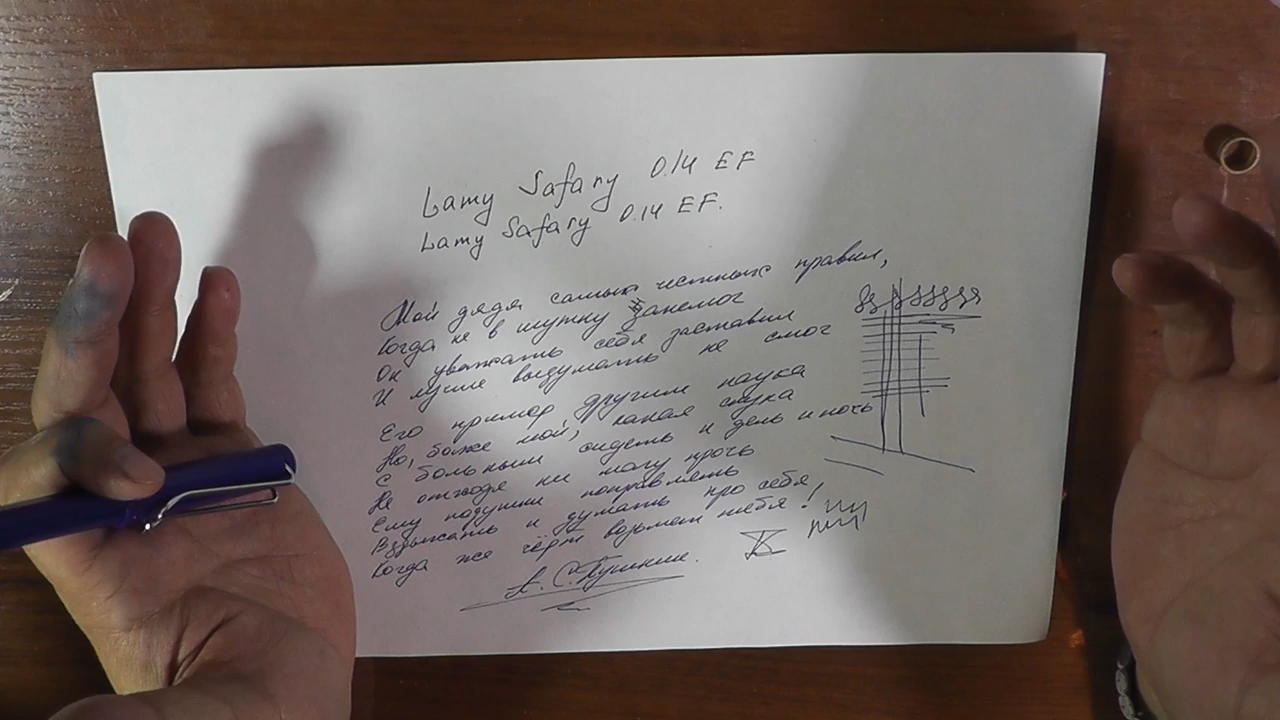 Lamy Safary 0.14 EF
Lamy Safary 0.14 EF.
Мой дядя самых честных правил,
Когда не в шутку занемог
Он уважать себя заставил
И лучше выдумать не смог
Его пример другим наука
Но, боже мой, какая скука
С больным сидеть и день и ночь
Не отходя ни шагу прочь
Ему подушки поправлять
Вздыхать и думать про себя
Когда же чёрт возьмет тебя!
А. С. Пушкин.